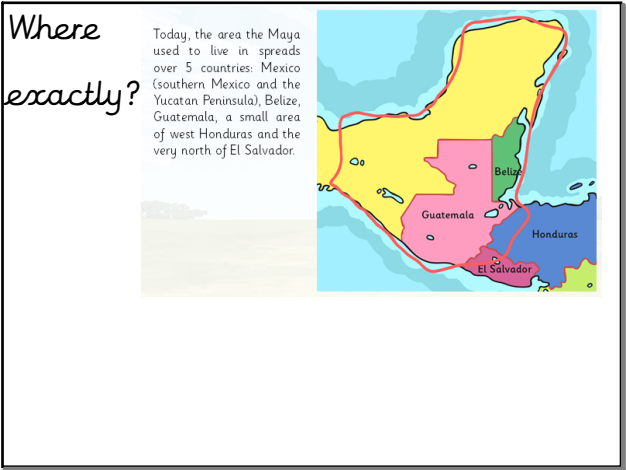 Where
exactly?
Today, the area the Maya
used to live in spreads
over 5 countries: Mexico
(southern Mexico and the
Yucatan Peninsula), Belize,
Guatemala, a small area
of west Honduras and the
very north of El Salvador.
Belize
Guatemala
Honduras
El Salvador